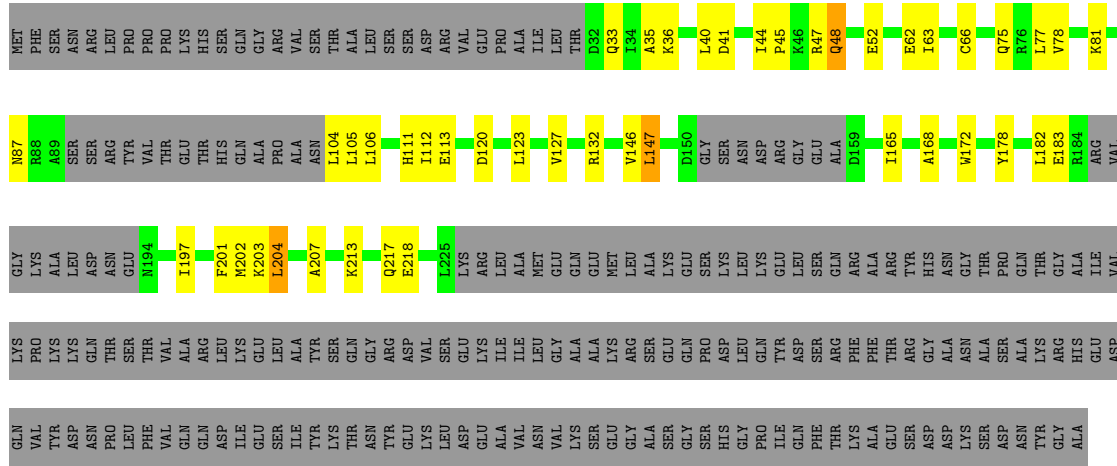 MET PHE SER ASN ARG LEU PRO PRO PRO LYS HIS SER GLN GLY ARG VAL SER THR ALA LEU SER SER ASP ARG VAL GLU PRO ALA ILE LEU THR D32 Q33 I34 A35 K36 L40 D41 I44 P45 K46 R47 Q48 E52 E62 I63 C66 Q75 R76 L77 V78 K81
N87 R88 A89 SER SER ARG TYR VAL THR GLU THR HIS GLN ALA PRO ALA ASN L104 L105 L106 H111 I112 E113 D120 L123 V127 R132 V146 L147 D150 GLY SER ASN ASP ARG GLY GLU ALA D159 I165 A168 W172 Y178 L182 E183 R184 ARG VAL
GLY LYS ALA LEU ASP ASN GLU N194 I197 F201 M202 K203 L204 A207 K213 Q217 E218 L225 LYS ARG LEU ALA MET GLU GLN GLU MET LEU ALA LYS GLU SER LYS LEU SER LYS GLU LEU SER GLN ARG ALA ARG TYR HIS ASN GLY THR PRO GLN THR GLY ALA ILE VAL
LYS PRO LYS LYS GLN THR SER THR VAL ALA ARG LEU LYS GLU LEU ALA TYR SER GLN GLY ARG ASP VAL SER GLU LYS ILE ILE LEU GLY ALA ALA LYS ARG SER GLU GLN PRO ASP LEU GLN TYR ASP SER ARG PHE PHE THR ARG GLY ALA ASN ALA SER ALA LYS ARG HIS GLU ASP
GLN VAL TYR ASP ASN PRO LEU PHE VAL GLN GLN ASP ILE GLU SER ILE TYR LYS THR ASN TYR GLU LYS LEU ASP GLU ALA VAL ASN VAL LYS SER GLU GLY ALA SER GLY SER HIS GLY PRO ILE GLN PHE THR LYS ALA GLU SER ASP ASP LYS SER ASP ASN TYR GLY ALA